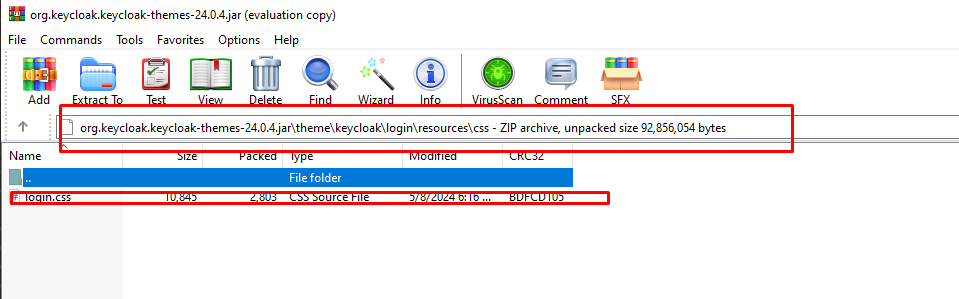 org.keycloak.keycloak-themes-24.0.4.jar (evaluation copy)
File Commands Tools Favorites Options Help
Add Extract To Test View Delete Find Wizard Info VirusScan Comment SFX
org.keycloak.keycloak-themes-24.0.4.jar\theme\keycloak\login\resources\css - ZIP archive, unpacked size 92,856,054 bytes
Name Size Packed Type Modified CRC32
.. File folder
login.css 10,845 2,803 CSS Source File 5/8/2024 6:16 ... BDFCD105